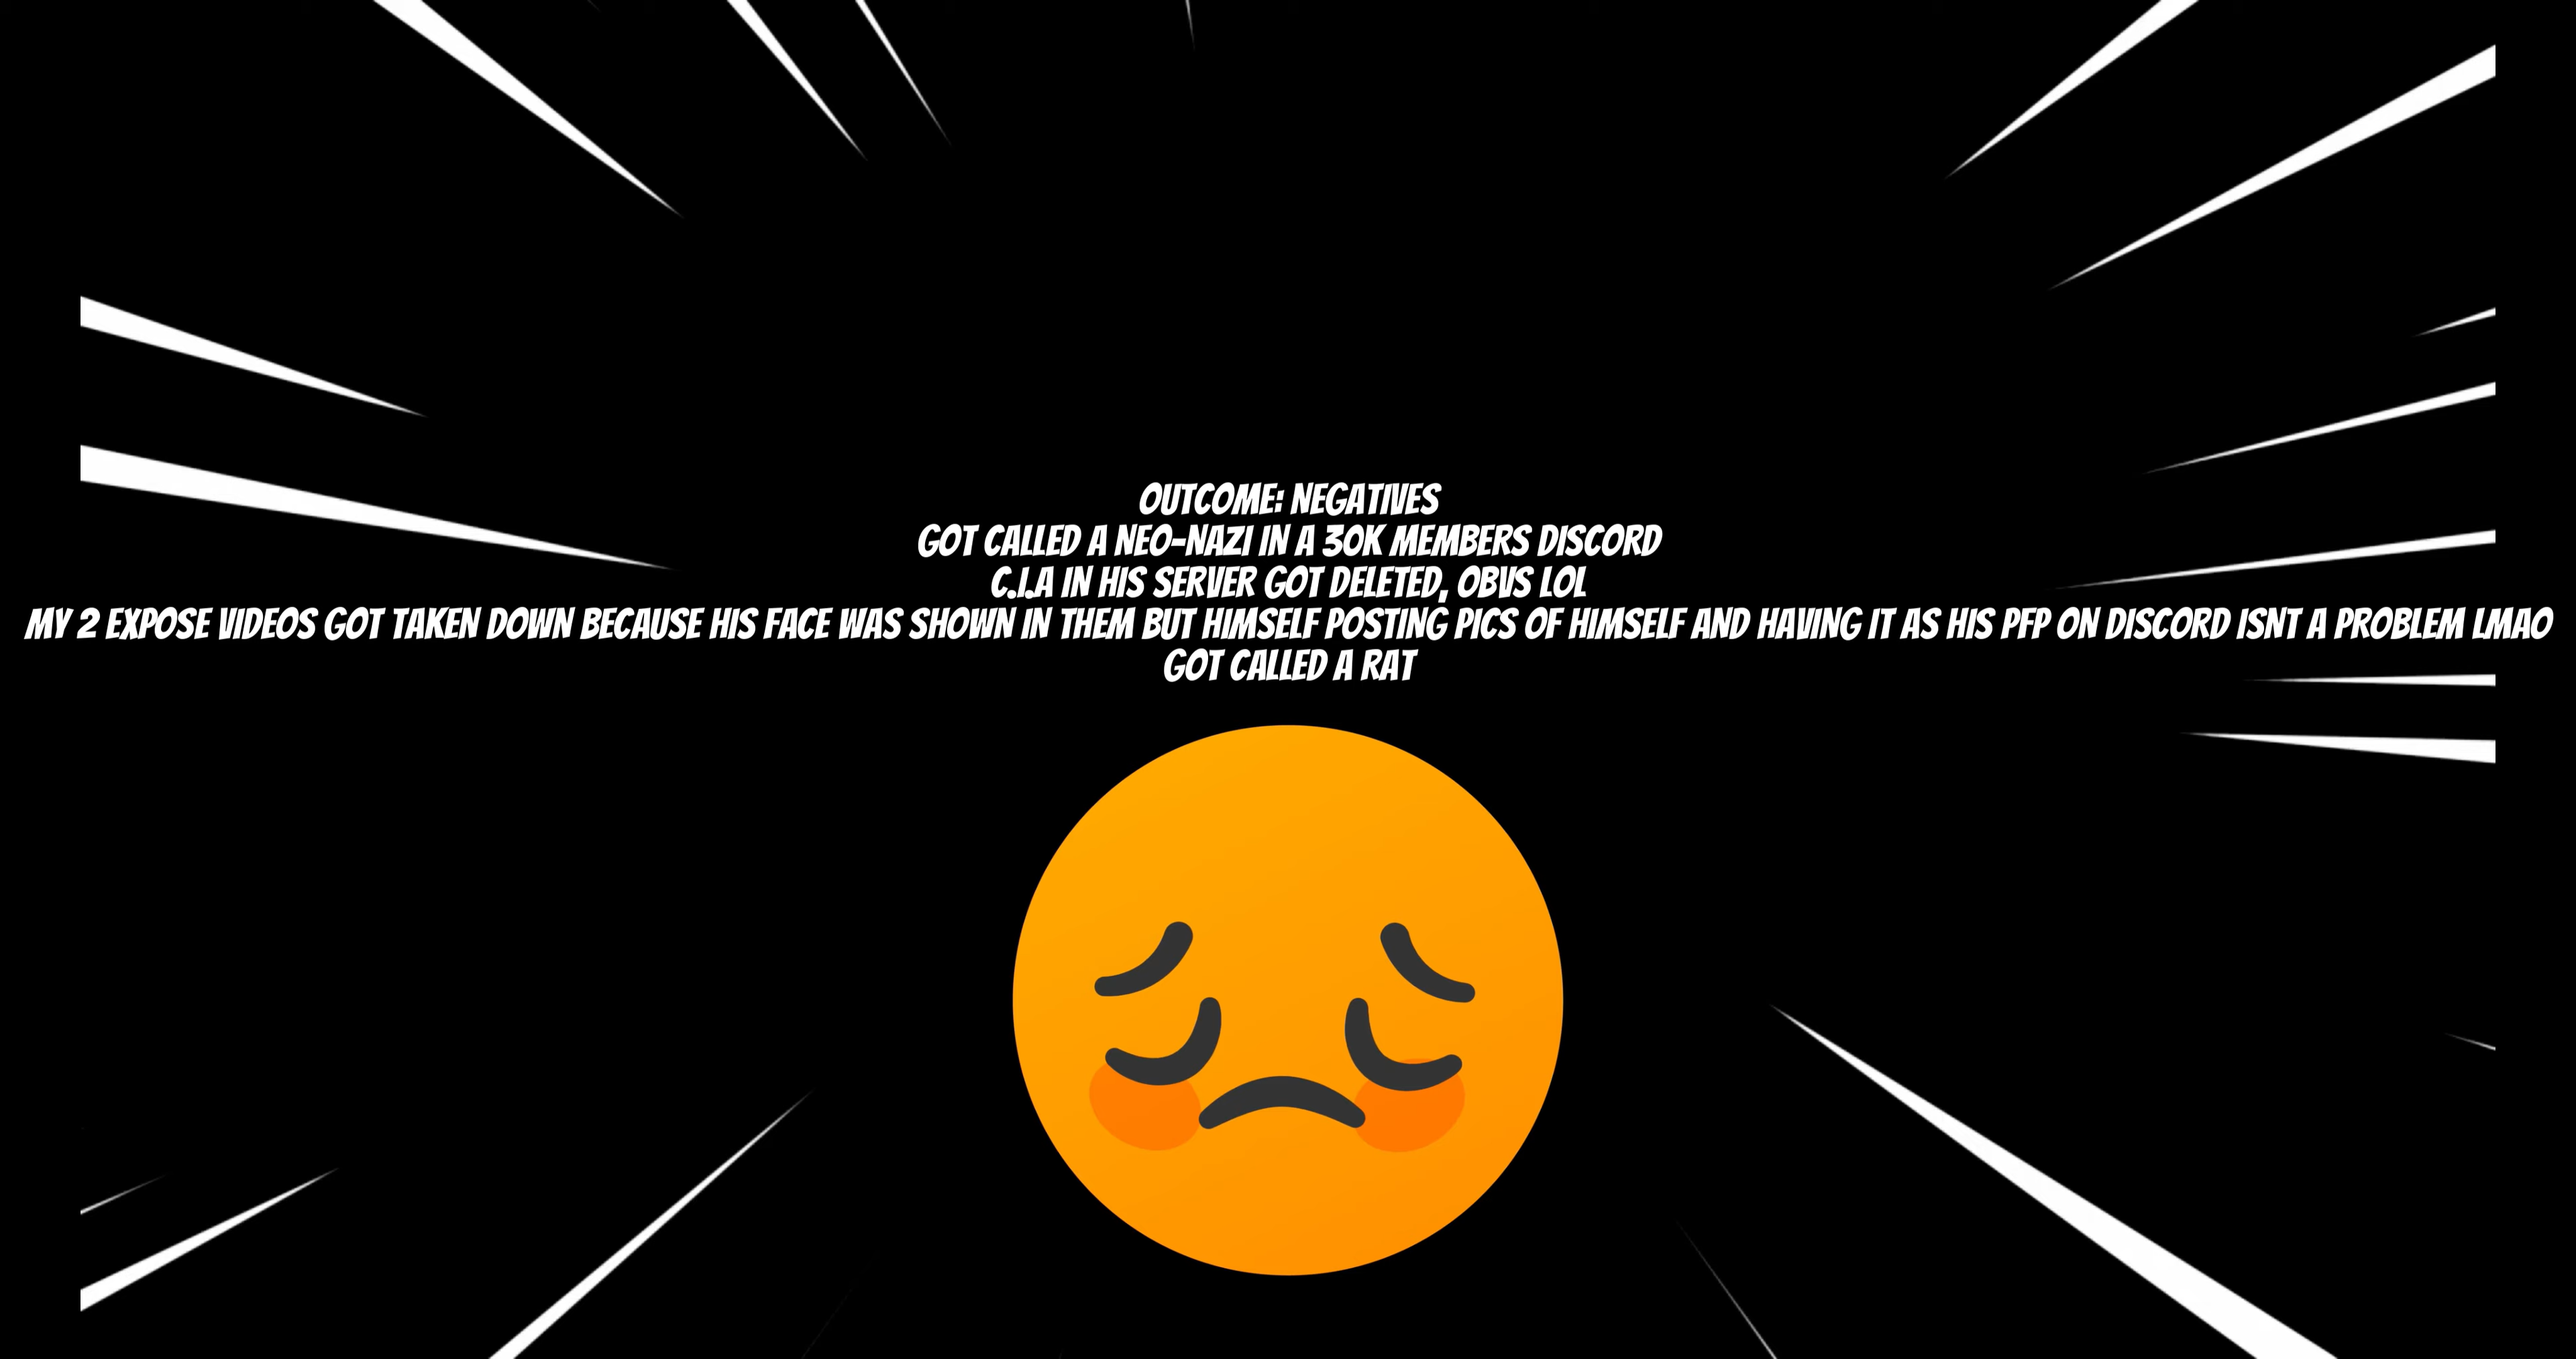 OUTCOME: NEGATIVES
GOT CALLED A NEO-NAZI IN A 30K MEMBERS DISCORD
C.I.A IN HIS SERVER GOT DELETED, OBVS LOL
MY 2 EXPOSE VIDEOS GOT TAKEN DOWN BECAUSE HIS FACE WAS SHOWN IN THEM BUT HIMSELF POSTING PICS OF HIMSELF AND HAVING IT AS HIS PFP ON DISCORD ISNT A PROBLEM LMAO
GOT CALLED A RAT